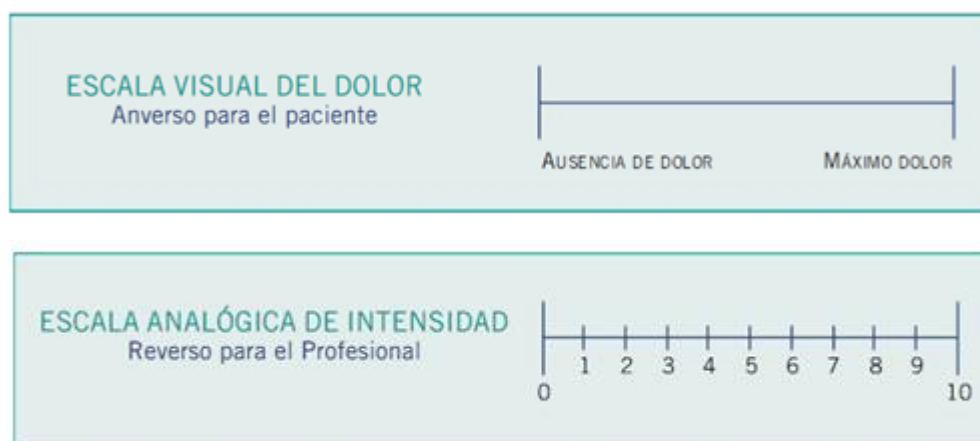 ESCALA VISUAL DEL DOLOR
Anverso para el paciente
AUSENCIA DE DOLOR MÁXIMO DOLOR
ESCALA ANALÓGICA DE INTENSIDAD
Reverso para el Profesional
1 2 3 4 5 6 7 8 9
0 10